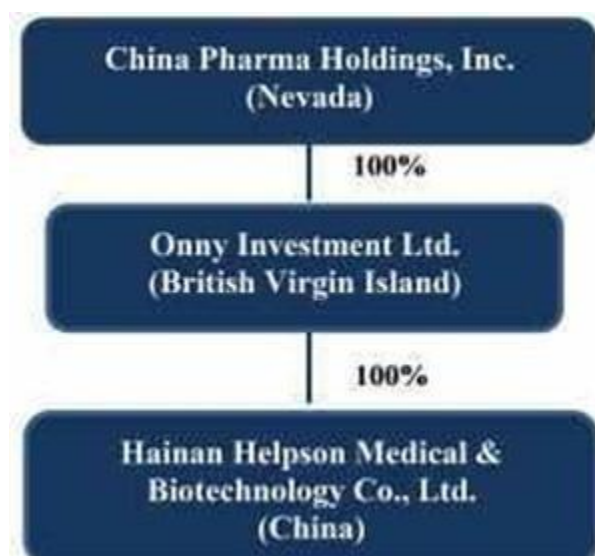 China Pharma Holdings, Inc.
(Nevada)
100%
Onny Investment Ltd.
(British Virgin Island)
100%
Hainan Helpson Medical &
Biotechnology Co., Ltd.
(China)